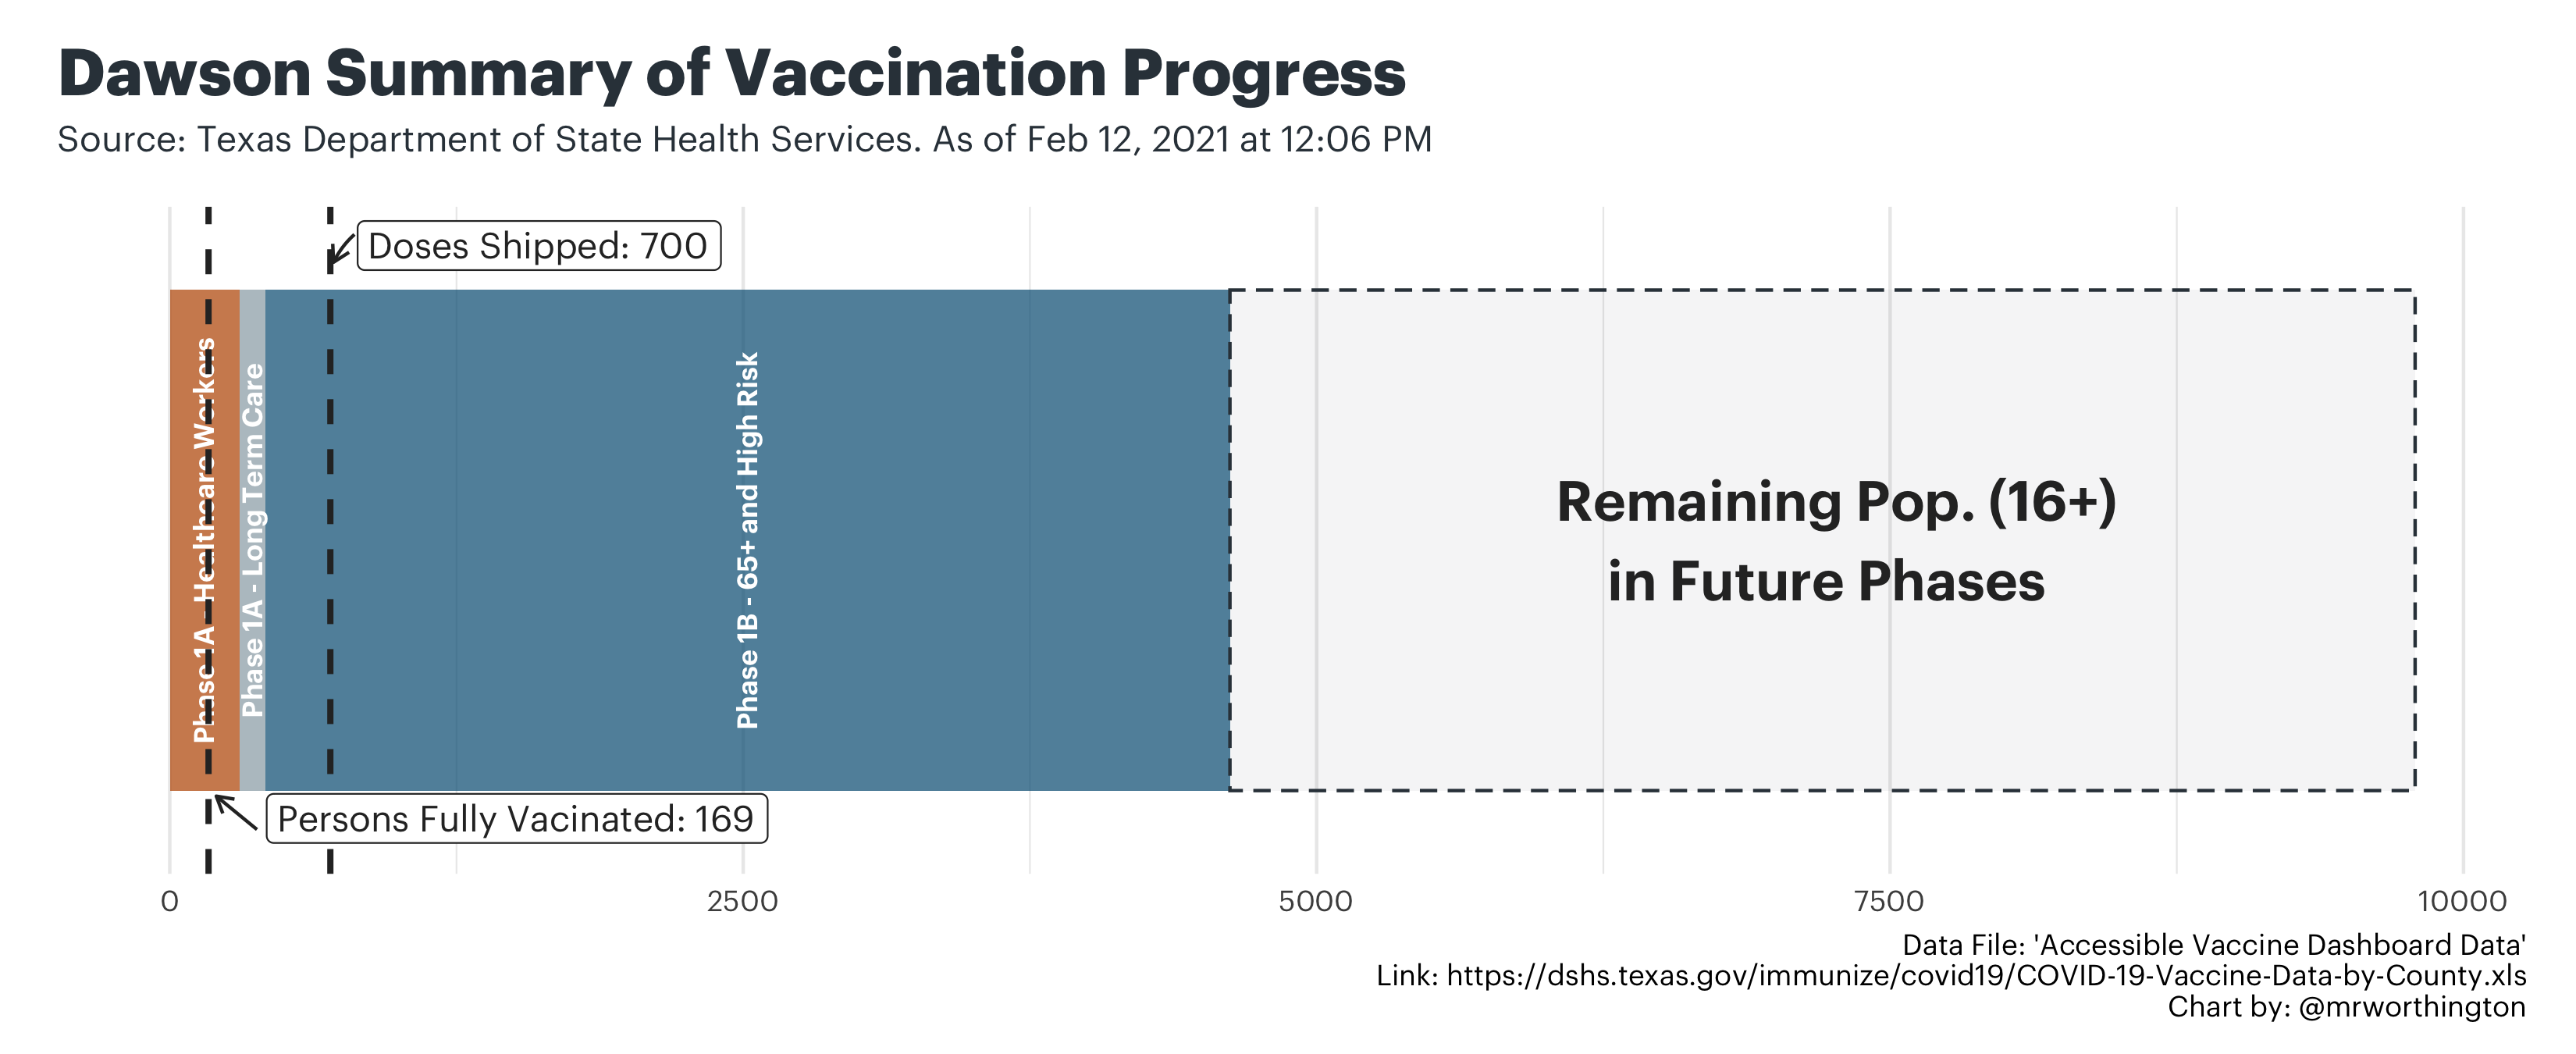 Dawson Summary of Vaccination Progress
Source: Texas Department of State Health Services. As of Feb 12, 2021 at 12:06 PM
Doses Shipped: 700
Phase 1A - Healthcare Workers
Phase 1A - Long Term Care
Phase 1B - 65+ and High Risk
Remaining Pop. (16+)
in Future Phases
Persons Fully Vacinated: 169
0
2500
5000
7500
10000
Data File: 'Accessible Vaccine Dashboard Data'
Link: https://dshs.texas.gov/immunize/covid19/COVID-19-Vaccine-Data-by-County.xls
Chart by: @mrworthington